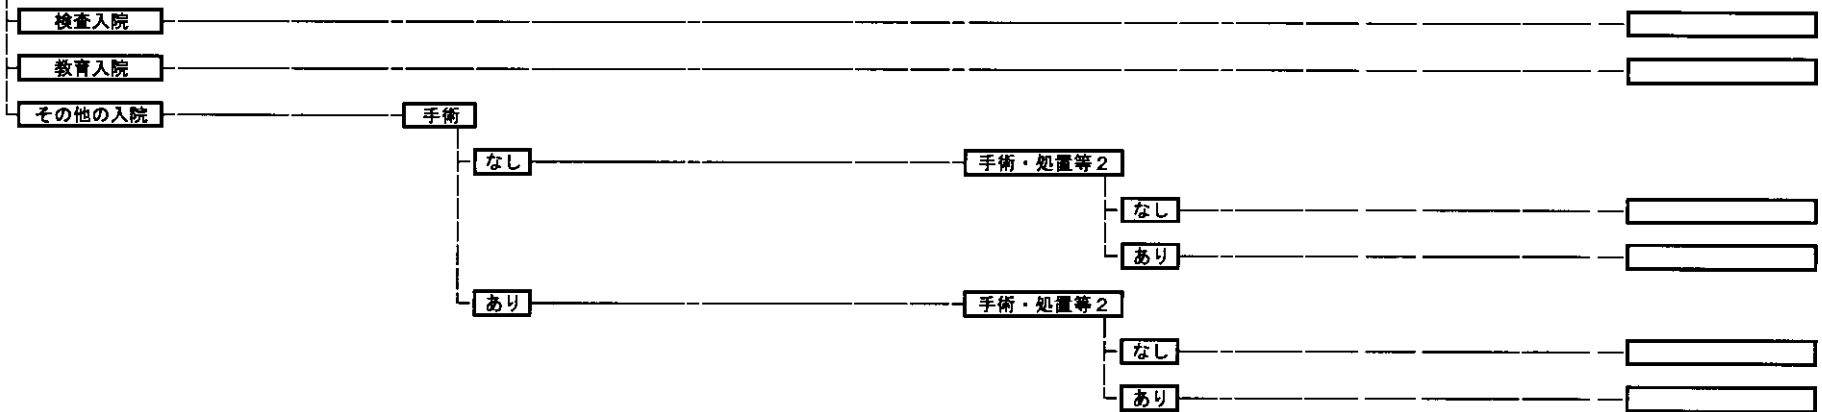 検査入院
教育入院
その他の入院 手術
なし 手術・処置等2
なし
あり
あり 手術・処置等2
なし
あり